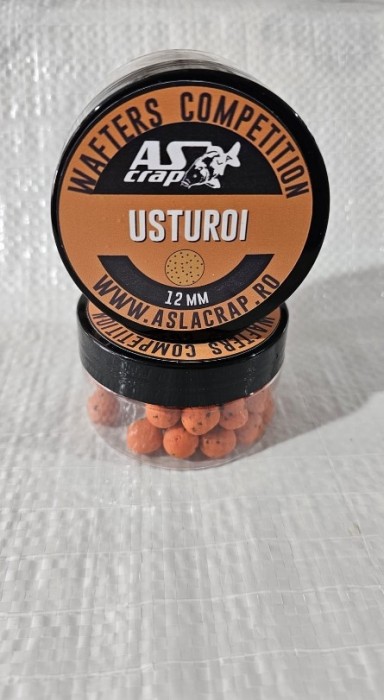 WAFTERS COMPETITION
AS
crap
USTUROI
12 MM
WWW.ASLACRAP.RO
WAFTERS COMPETITION